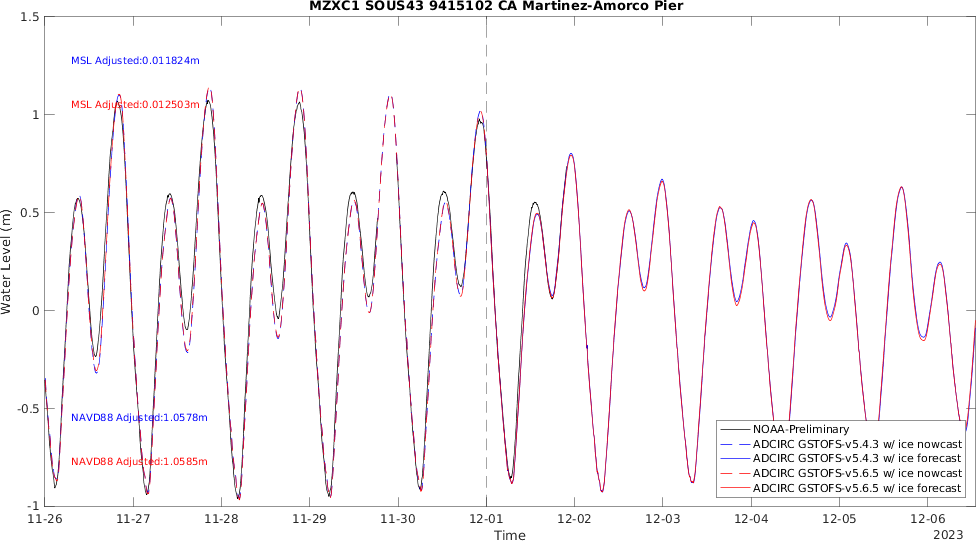 MZXC1 SOUS43 9415102 CA Martinez-Amorco Pier
1.5
MSL Adjusted:0.011824m
MSL Adjusted:0.012503m
1
0.5
Water Level (m)
0
-0.5
NAVD88 Adjusted:1.0578m
NAVD88 Adjusted:1.0585m
-1
NOAA-Preliminary
ADCIRC GSTOFS-v5.4.3 w/ ice nowcast
ADCIRC GSTOFS-v5.4.3 w/ ice forecast
ADCIRC GSTOFS-v5.6.5 w/ ice nowcast
ADCIRC GSTOFS-v5.6.5 w/ ice forecast
11-26 11-27 11-28 11-29 11-30 12-01 12-02 12-03 12-04 12-05 12-06
Time
2023